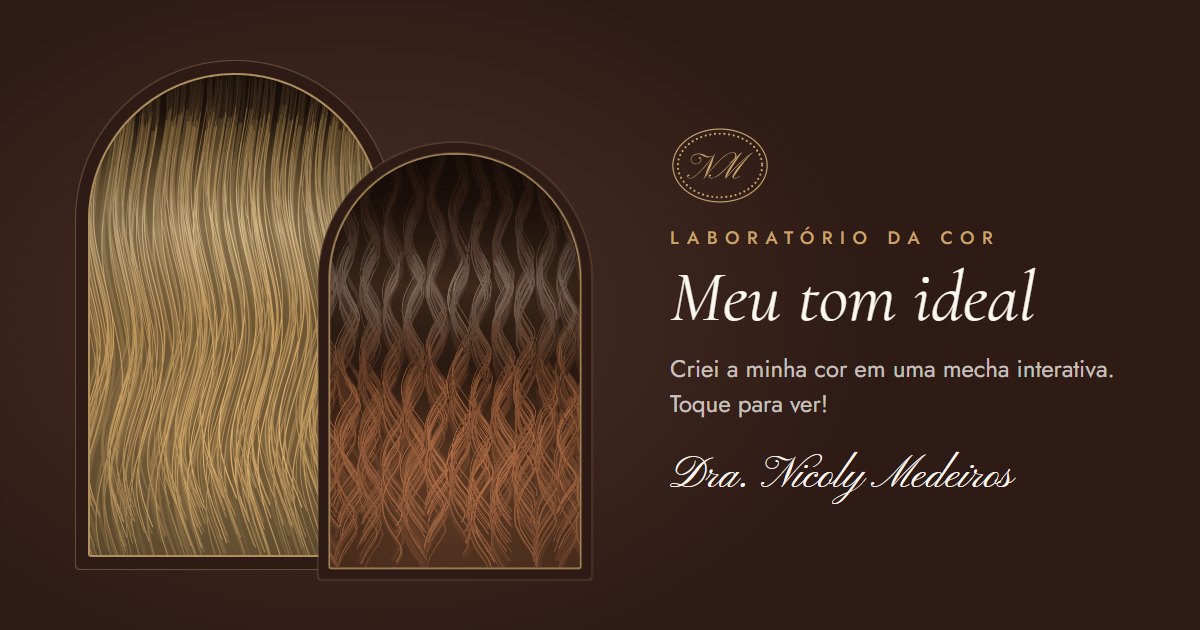 NM
LABORATÓRIO DA COR
Meu tom ideal
Criei a minha cor em uma mecha interativa.
Toque para ver!
Dra. Nicoly Medeiros